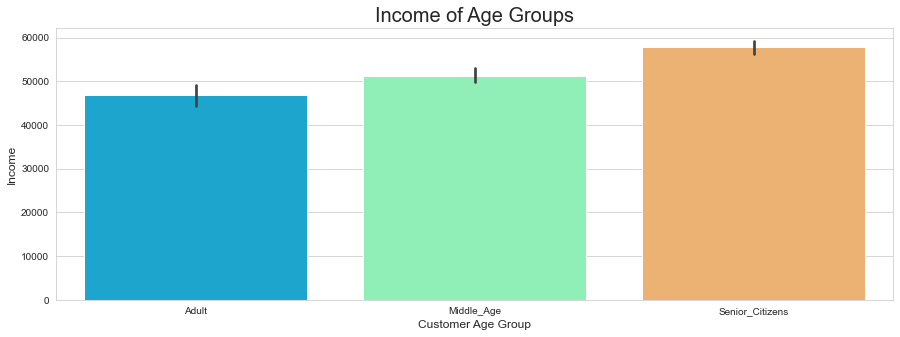 Income of Age Groups
60000
50000
40000
30000
20000
10000
0
Income
Adult
Middle_Age
Senior_Citizens
Customer Age Group